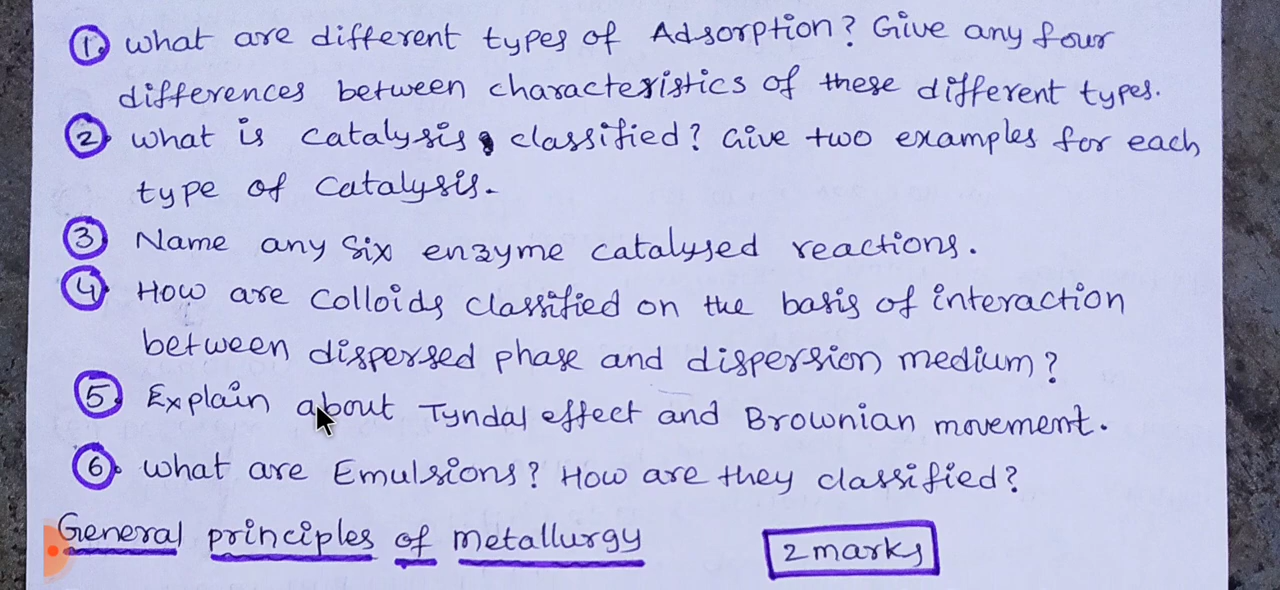 ① What are different types of Adsorption? Give any four
differences between characteristics of these different types.
② What is catalysis, classified? Give two examples for each
type of catalysis.
③ Name any Six enzyme catalysed reactions.
④ How are Colloids classified on the basis of interaction
between dispersed phase and dispersion medium?
⑤ Explain about Tyndal effect and Brownian movement.
⑥ What are Emulsions? How are they classified?
General principles of metallurgy 2 marks